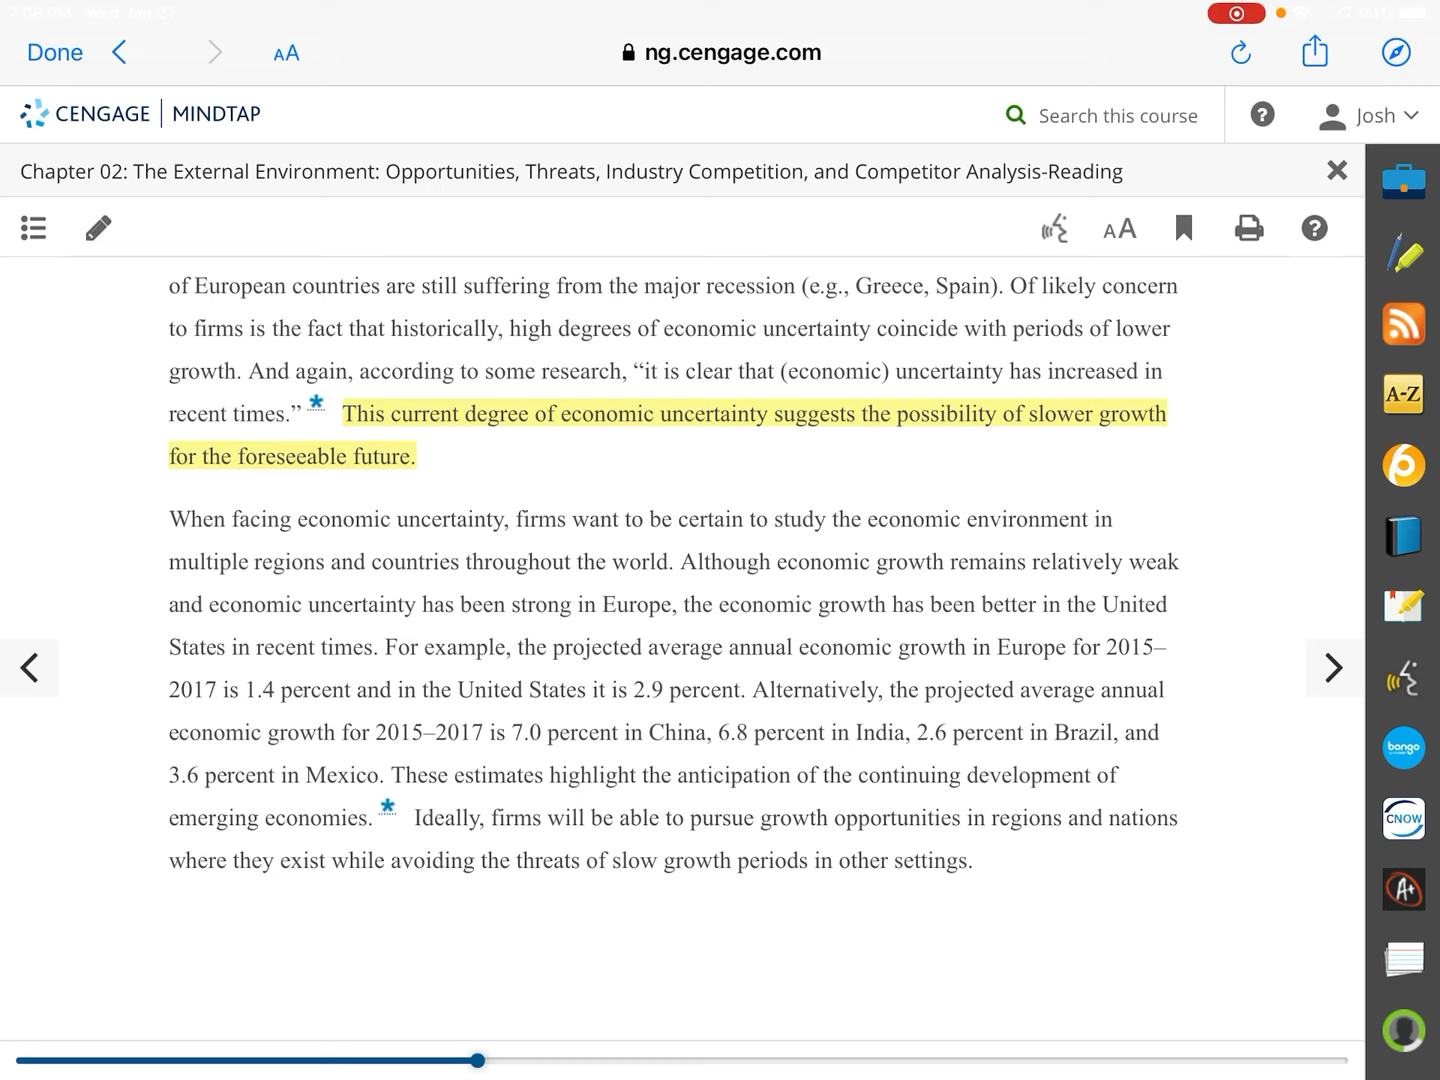 Done
AA
ng.cengage.com
CENGAGE | MINDTAP
Search this course
Josh
Chapter 02: The External Environment: Opportunities, Threats, Industry Competition, and Competitor Analysis-Reading
AA
of European countries are still suffering from the major recession (e.g., Greece, Spain). Of likely concern
to firms is the fact that historically, high degrees of economic uncertainty coincide with periods of lower
growth. And again, according to some research, “it is clear that (economic) uncertainty has increased in
recent times.” * This current degree of economic uncertainty suggests the possibility of slower growth
for the foreseeable future.
When facing economic uncertainty, firms want to be certain to study the economic environment in
multiple regions and countries throughout the world. Although economic growth remains relatively weak
and economic uncertainty has been strong in Europe, the economic growth has been better in the United
States in recent times. For example, the projected average annual economic growth in Europe for 2015–
2017 is 1.4 percent and in the United States it is 2.9 percent. Alternatively, the projected average annual
economic growth for 2015–2017 is 7.0 percent in China, 6.8 percent in India, 2.6 percent in Brazil, and
3.6 percent in Mexico. These estimates highlight the anticipation of the continuing development of
emerging economies. * Ideally, firms will be able to pursue growth opportunities in regions and nations
where they exist while avoiding the threats of slow growth periods in other settings.
A-Z
bongo
CNOW
A+